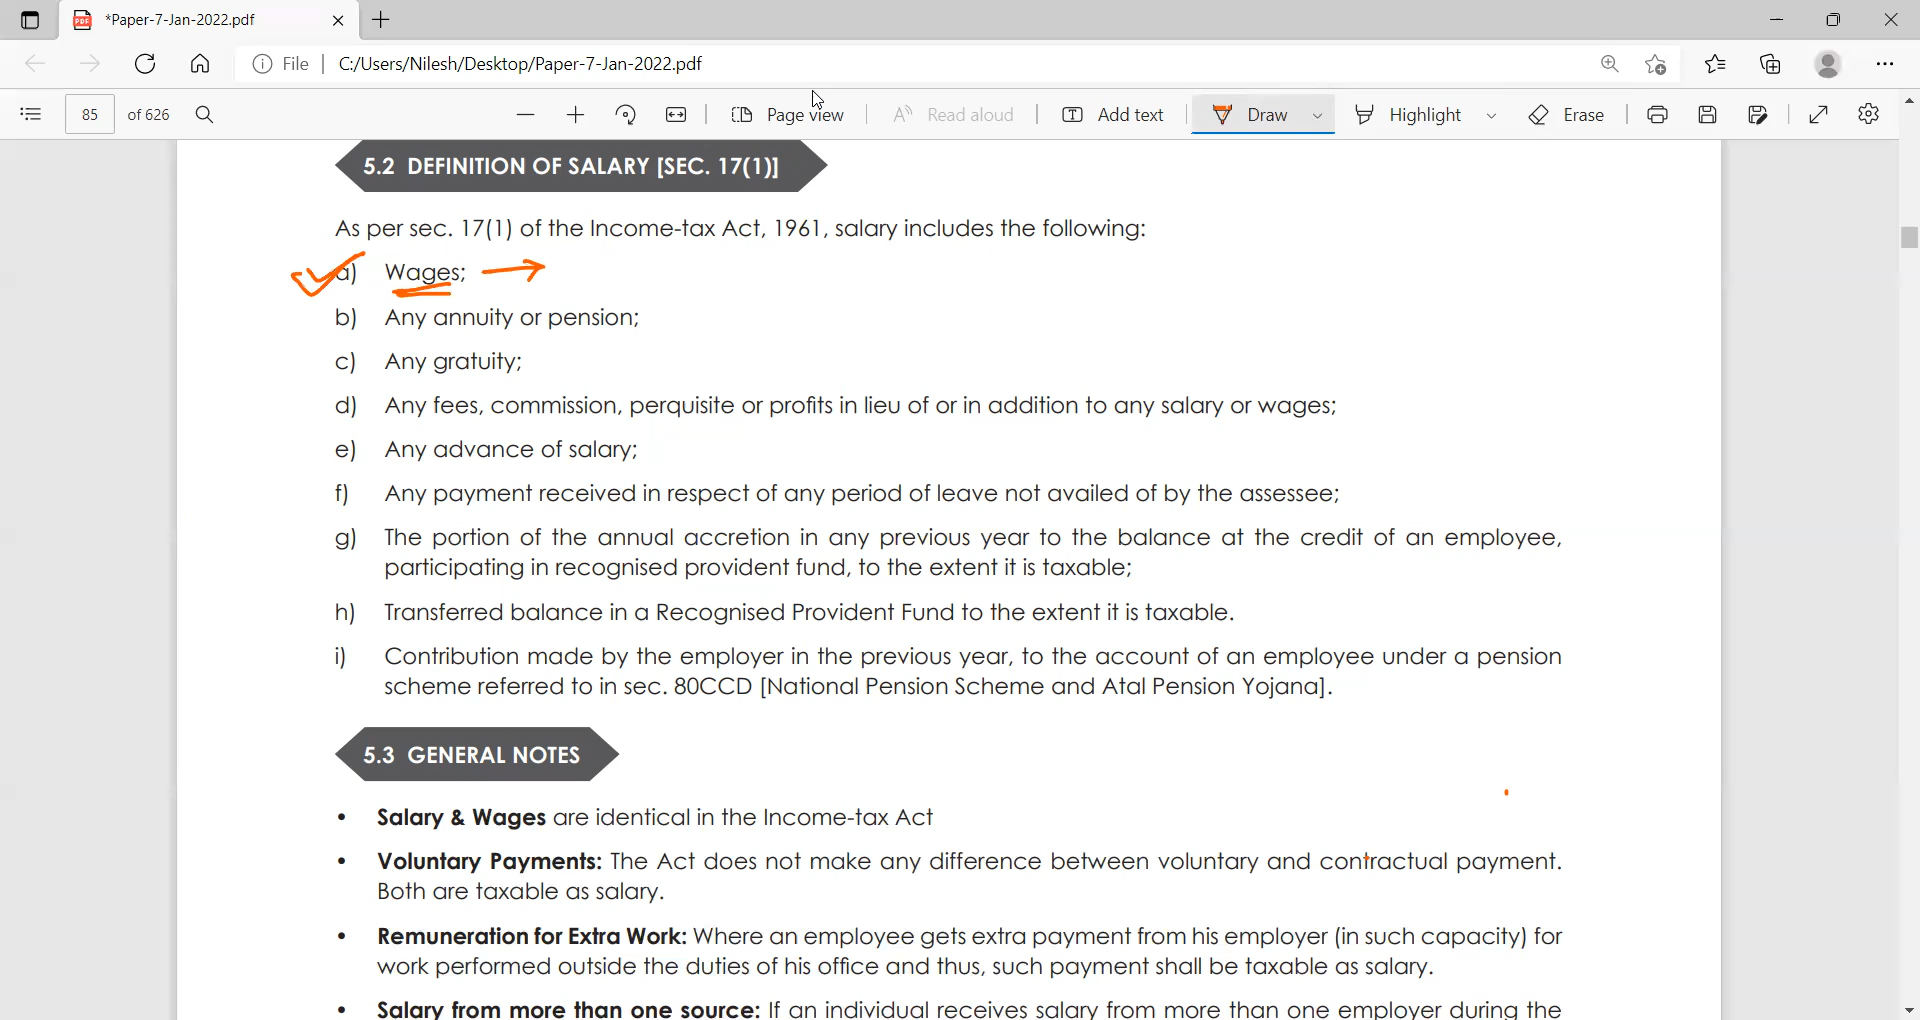 *Paper-7-Jan-2022.pdf
File | C:/Users/Nilesh/Desktop/Paper-7-Jan-2022.pdf
85 of 626 Page view Read aloud Add text Draw Highlight Erase
5.2 DEFINITION OF SALARY [SEC. 17(1)]
As per sec. 17(1) of the Income-tax Act, 1961, salary includes the following:
a) Wages;
b) Any annuity or pension;
c) Any gratuity;
d) Any fees, commission, perquisite or profits in lieu of or in addition to any salary or wages;
e) Any advance of salary;
f) Any payment received in respect of any period of leave not availed of by the assessee;
g) The portion of the annual accretion in any previous year to the balance at the credit of an employee,
participating in recognised provident fund, to the extent it is taxable;
h) Transferred balance in a Recognised Provident Fund to the extent it is taxable.
i) Contribution made by the employer in the previous year, to the account of an employee under a pension
scheme referred to in sec. 80CCD [National Pension Scheme and Atal Pension Yojana].
5.3 GENERAL NOTES
• Salary & Wages are identical in the Income-tax Act
• Voluntary Payments: The Act does not make any difference between voluntary and contractual payment.
Both are taxable as salary.
• Remuneration for Extra Work: Where an employee gets extra payment from his employer (in such capacity) for
work performed outside the duties of his office and thus, such payment shall be taxable as salary.
• Salary from more than one source: If an individual receives salary from more than one employer during the